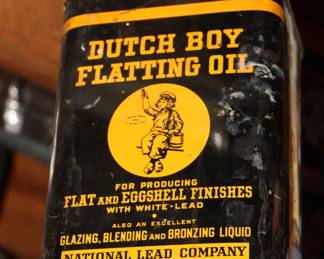 DUTCH BOY
FLATTING OIL
FOR PRODUCING
FLAT AND EGGSHELL FINISHES
WITH WHITE-LEAD
ALSO AN EXCELLENT
GLAZING, BLENDING AND BRONZING LIQUID
NATIONAL LEAD COMPANY